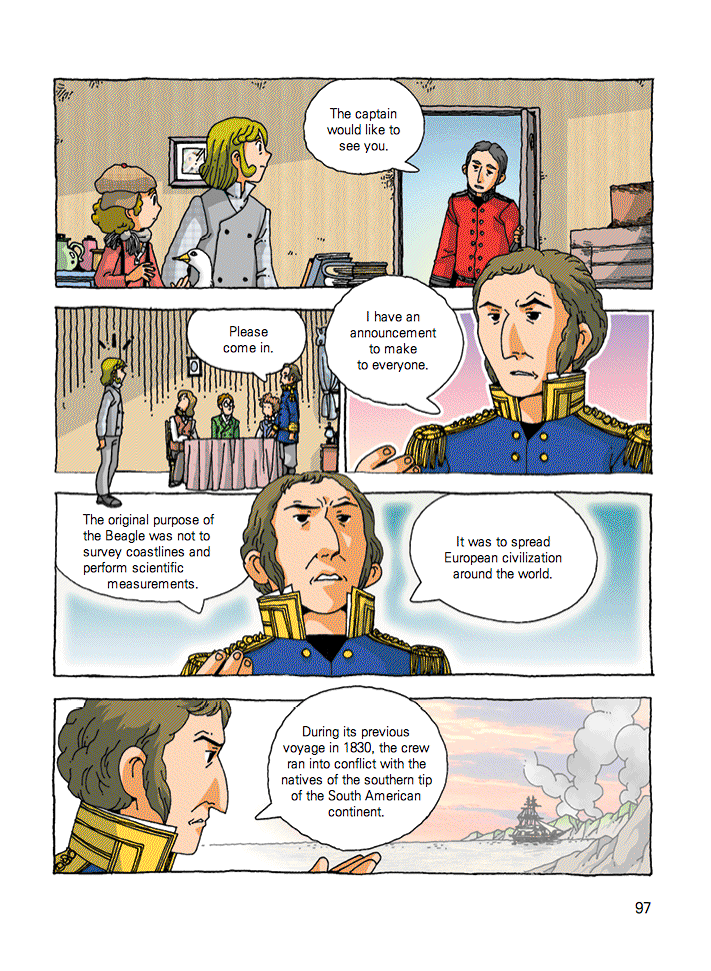 The captain
would like to
see you.
Please
come in.
I have an
announcement
to make
to everyone.
The original purpose of
the Beagle was not to
survey coastlines and
perform scientific
measurements.
It was to spread
European civilization
around the world.
During its previous
voyage in 1830, the crew
ran into conflict with the
natives of the southern tip
of the South American
continent.
97